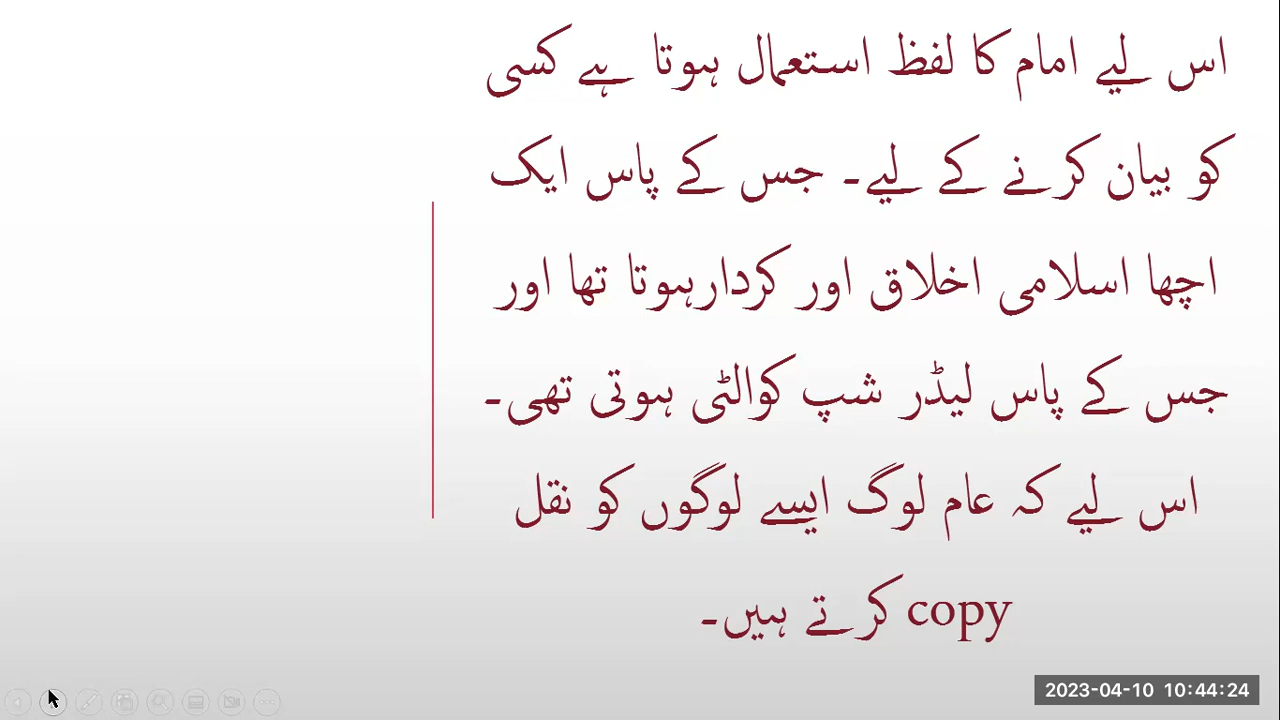 اس لیے امام کا لفظ استعمال ہوتا ہے کسی
کو بیان کرنے کے لیے۔ جس کے پاس ایک
اچھا اسلامی اخلاق اور کردارہوتا تھا اور
جس کے پاس لیڈر شپ کوالٹی ہوتی تھی۔
اس لیے کہ عام لوگ ایسے لوگوں کو نقل
copy کرتے ہیں۔
2023-04-10 10:44:24